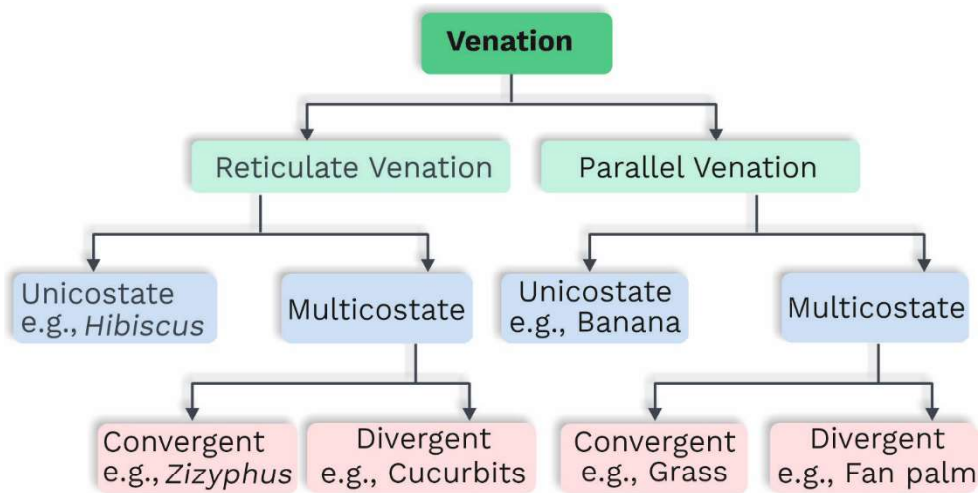 Venation
Reticulate Venation
Parallel Venation
Unicostate
e.g., Hibiscus
Multicostate
Unicostate
e.g., Banana
Multicostate
Convergent
e.g., Zizyphus
Divergent
e.g., Cucurbits
Convergent
e.g., Grass
Divergent
e.g., Fan palm